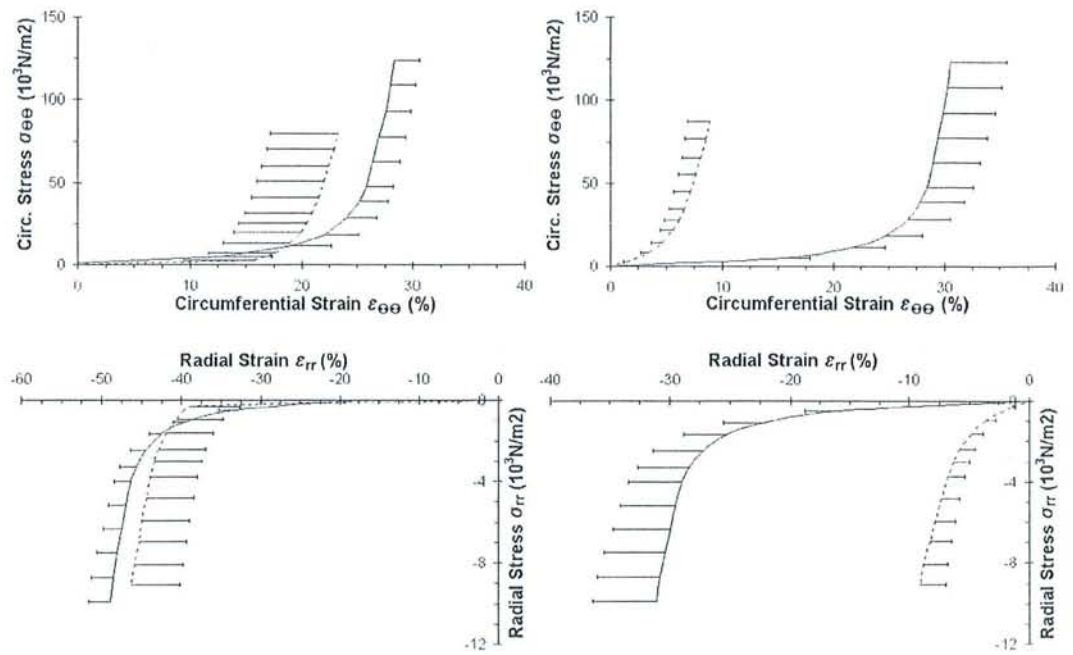 150
100
50
0
Circ. Stress σΘΘ (10³N/m2)
0 10 20 30 40
Circumferential Strain εΘΘ (%)
150
100
50
0
Circ. Stress σΘΘ (10³N/m2)
0 10 20 30 40
Circumferential Strain εΘΘ (%)
Radial Strain εrr (%)
-60 -50 -40 -30 -20 -10 0
0
-4
-8
-12
Radial Stress σrr (10³N/m2)
Radial Strain εrr (%)
-40 -30 -20 -10 0
0
-4
-8
-12
Radial Stress σrr (10³N/m2)